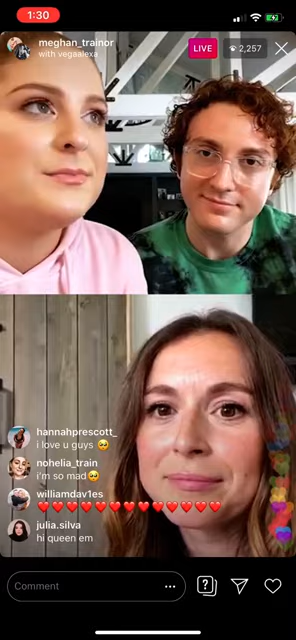 1:30
meghan_trainor
with vegaalexa
LIVE
2,257
hannahprescott_
i love u guys 🥺
nohelia_train
i'm so mad🥺
williamdav1es
❤️❤️❤️❤️❤️❤️❤️❤️❤️❤️❤️❤️❤️
julia.silva
hi queen em
Comment